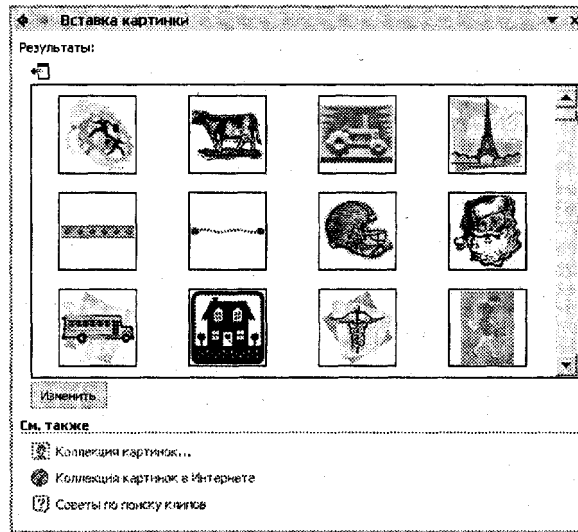 Вставка картинки
Результаты:
Изменить
См. также
Коллекция картинок...
Коллекция картинок в Интернете
Советы по поиску клипов